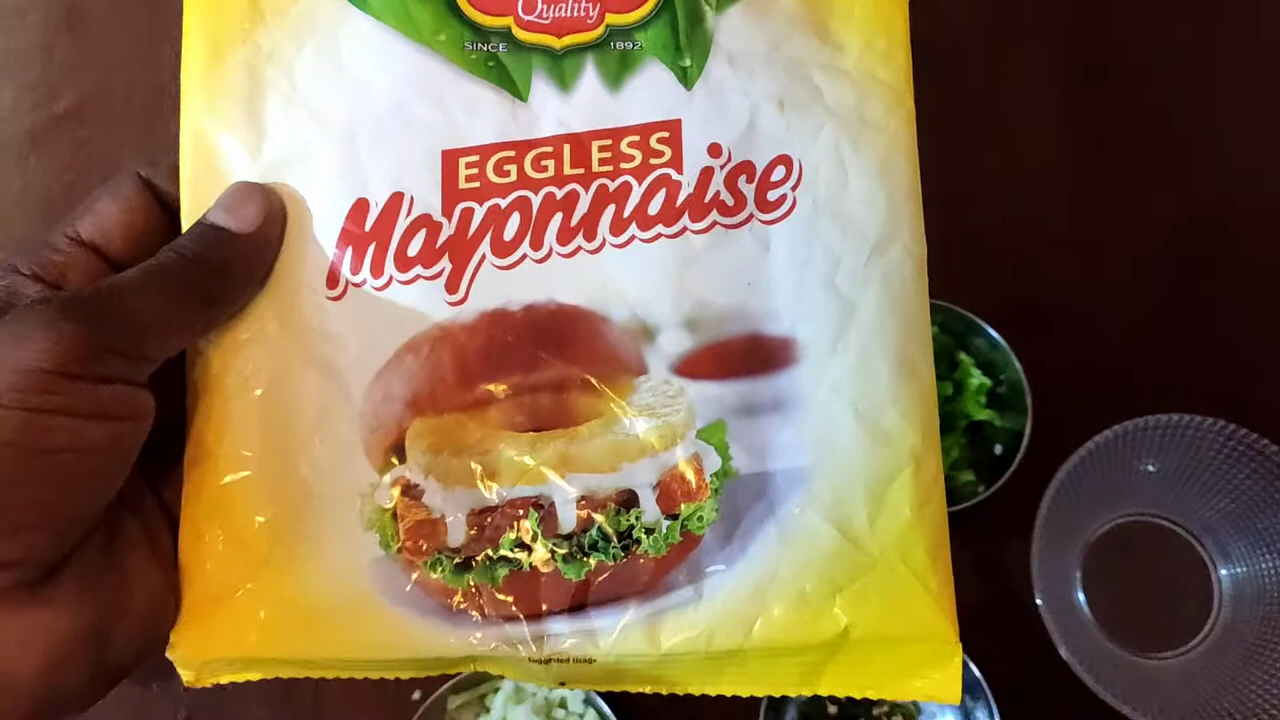 Quality
SINCE 1892
EGGLESS
Mayonnaise
Suggested Usage